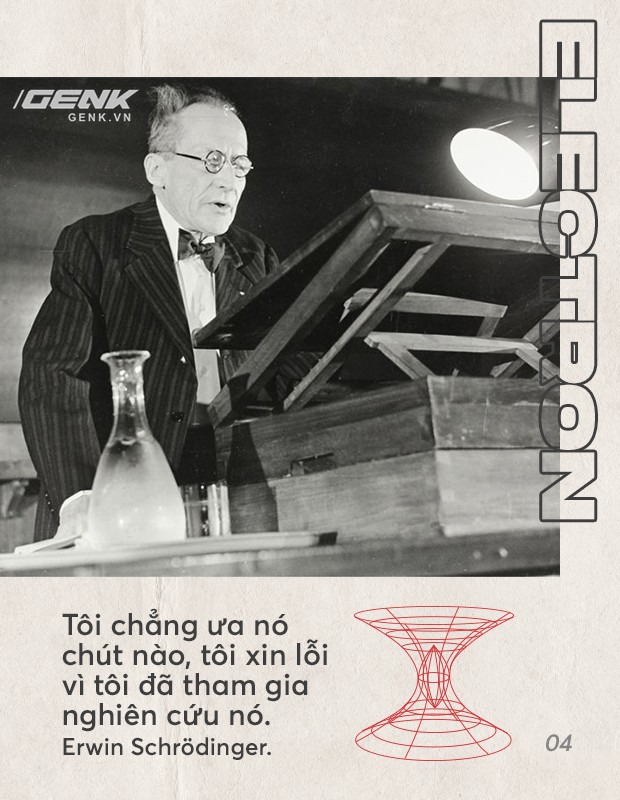 /GENK
GENK.VN
ELECTRON
Tôi chẳng ưa nó
chút nào, tôi xin lỗi
vì tôi đã tham gia
nghiên cứu nó.
Erwin Schrödinger.
04